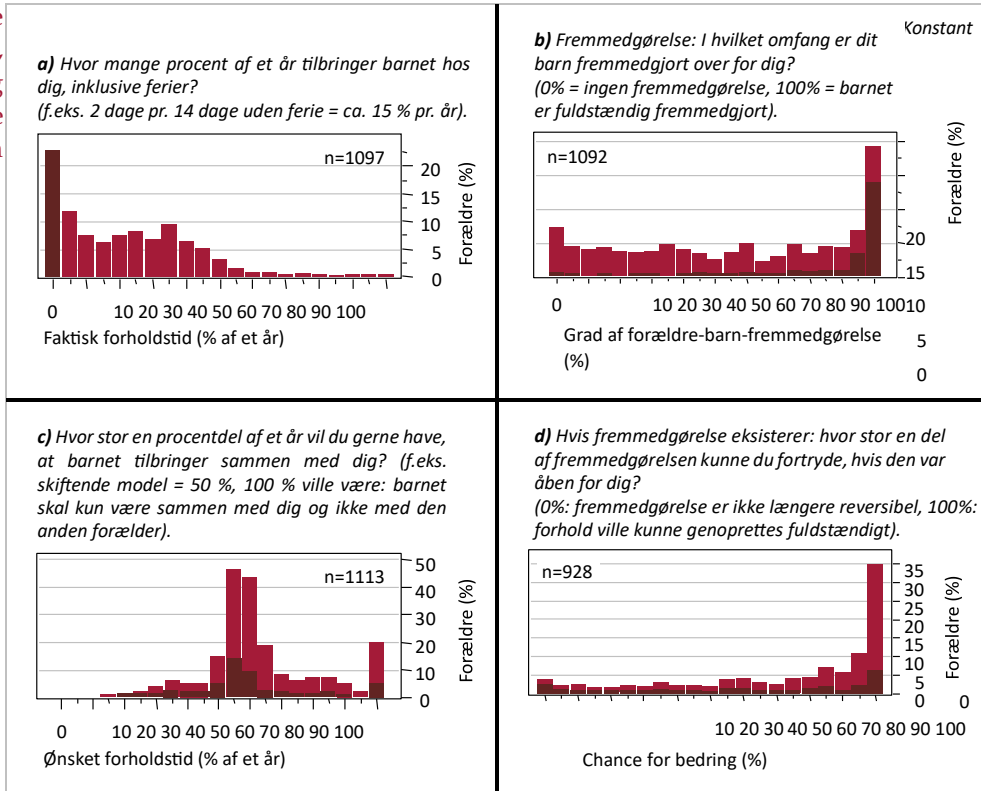 a) Hvor mange procent af et år tilbringer barnet hos
dig, inklusive ferier?
(f.eks. 2 dage pr. 14 dage uden ferie = ca. 15 % pr. år).
n=1097
20
15
10
5
0
Forældre (%)
0 10 20 30 40 50 60 70 80 90 100
Faktisk forholdstid (% af et år)
Konstant
b) Fremmedgørelse: I hvilket omfang er dit
barn fremmedgjort over for dig?
(0% = ingen fremmedgørelse, 100% = barnet
er fuldstændig fremmedgjort).
n=1092
Forældre (%)
20
15
0 10 20 30 40 50 60 70 80 90 100
10
5
0
Grad af forældre-barn-fremmedgørelse
(%)
c) Hvor stor en procentdel af et år vil du gerne have,
at barnet tilbringer sammen med dig? (f.eks.
skiftende model = 50 %, 100 % ville være: barnet
skal kun være sammen med dig og ikke med den
anden forælder).
n=1113
50
40
30
20
10
0
Forældre (%)
0 10 20 30 40 50 60 70 80 90 100
Ønsket forholdstid (% af et år)
d) Hvis fremmedgørelse eksisterer: hvor stor en del
af fremmedgørelsen kunne du fortryde, hvis den var
åben for dig?
(0%: fremmedgørelse er ikke længere reversibel, 100%:
forhold ville kunne genoprettes fuldstændigt).
n=928
35
30
25
20
15
10
5
0 0
Forældre (%)
10 20 30 40 50 60 70 80 90 100
Chance for bedring (%)